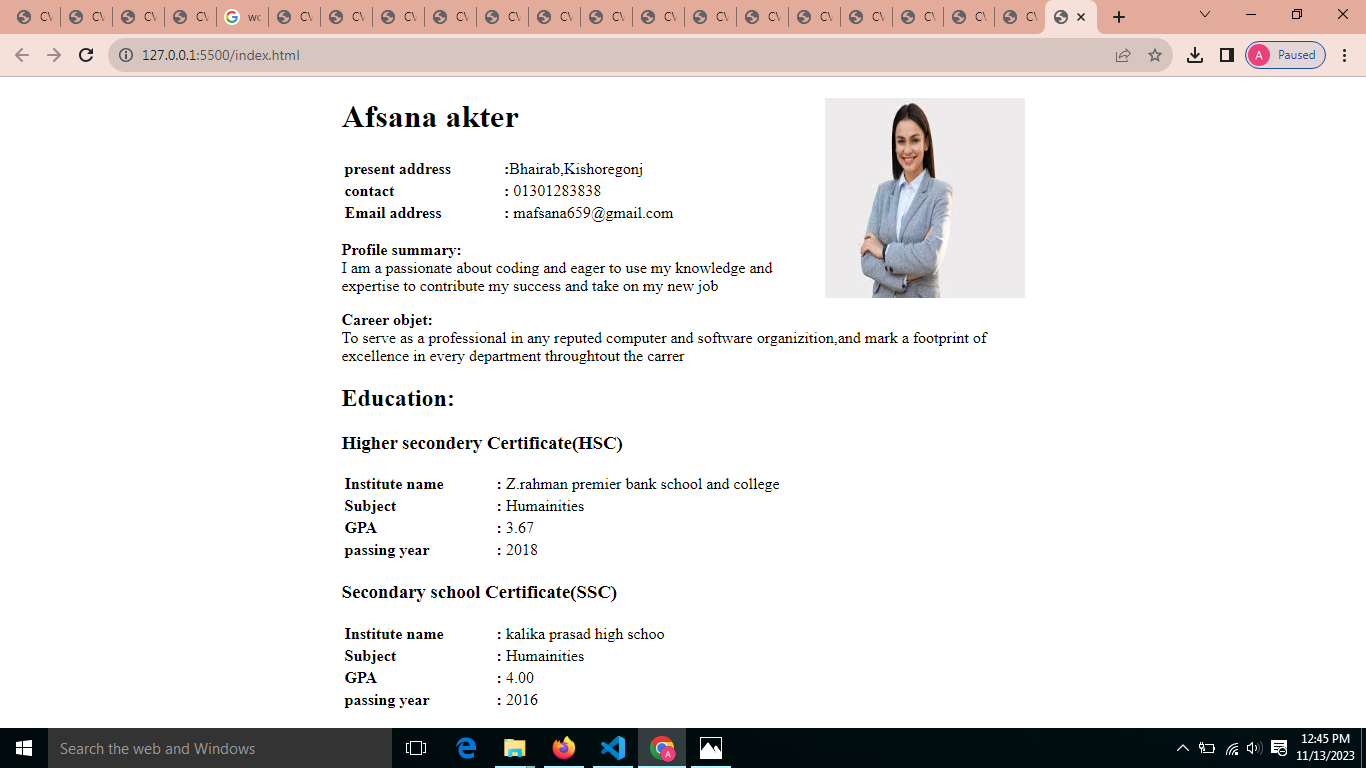 CV CV CV CV wo CV CV CV CV CV CV CV CV CV CV CV CV CV CV CV
127.0.0.1:5500/index.html
Paused
A
Afsana akter
present address :Bhairab,Kishoregonj
contact : 01301283838
Email address : mafsana659@gmail.com
Profile summary:
I am a passionate about coding and eager to use my knowledge and
expertise to contribute my success and take on my new job
Career objet:
To serve as a professional in any reputed computer and software organizition,and mark a footprint of
excellence in every department throughtout the carrer
Education:
Higher secondery Certificate(HSC)
Institute name : Z.rahman premier bank school and college
Subject : Humainities
GPA : 3.67
passing year : 2018
Secondary school Certificate(SSC)
Institute name : kalika prasad high schoo
Subject : Humainities
GPA : 4.00
passing year : 2016
Search the web and Windows
A
12:45 PM
11/13/2023